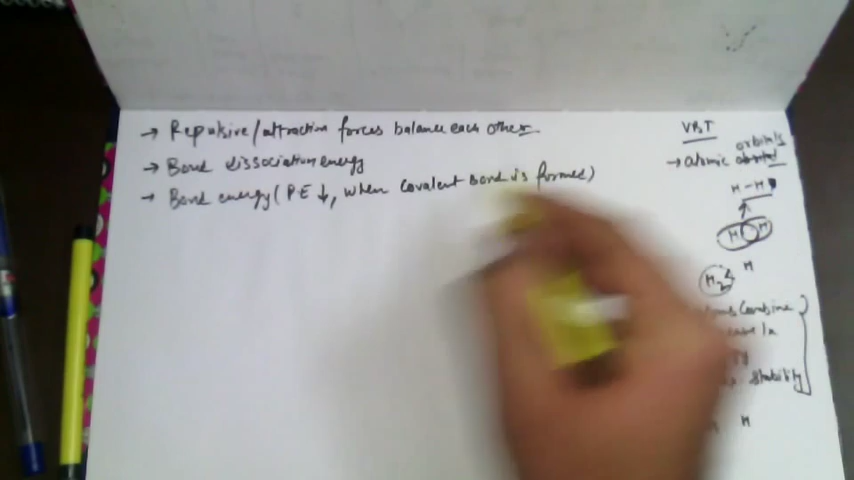 → Repulsive/attraction forces balance each other
→ Bond dissociation energy
→ Bond energy (PE ↓, when covalent bond is formed)
VBT
→ atomic orbitals
H-H
H H
H2 < H
Combine
stability
H